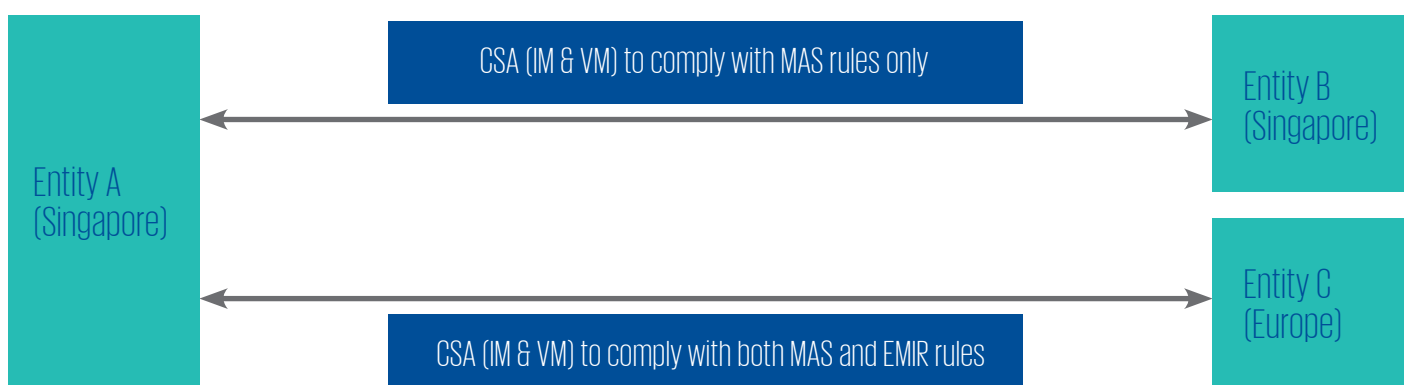 CSA (IM & VM) to comply with MAS rules only
Entity A
(Singapore)
Entity B
(Singapore)
CSA (IM & VM) to comply with both MAS and EMIR rules
Entity C
(Europe)